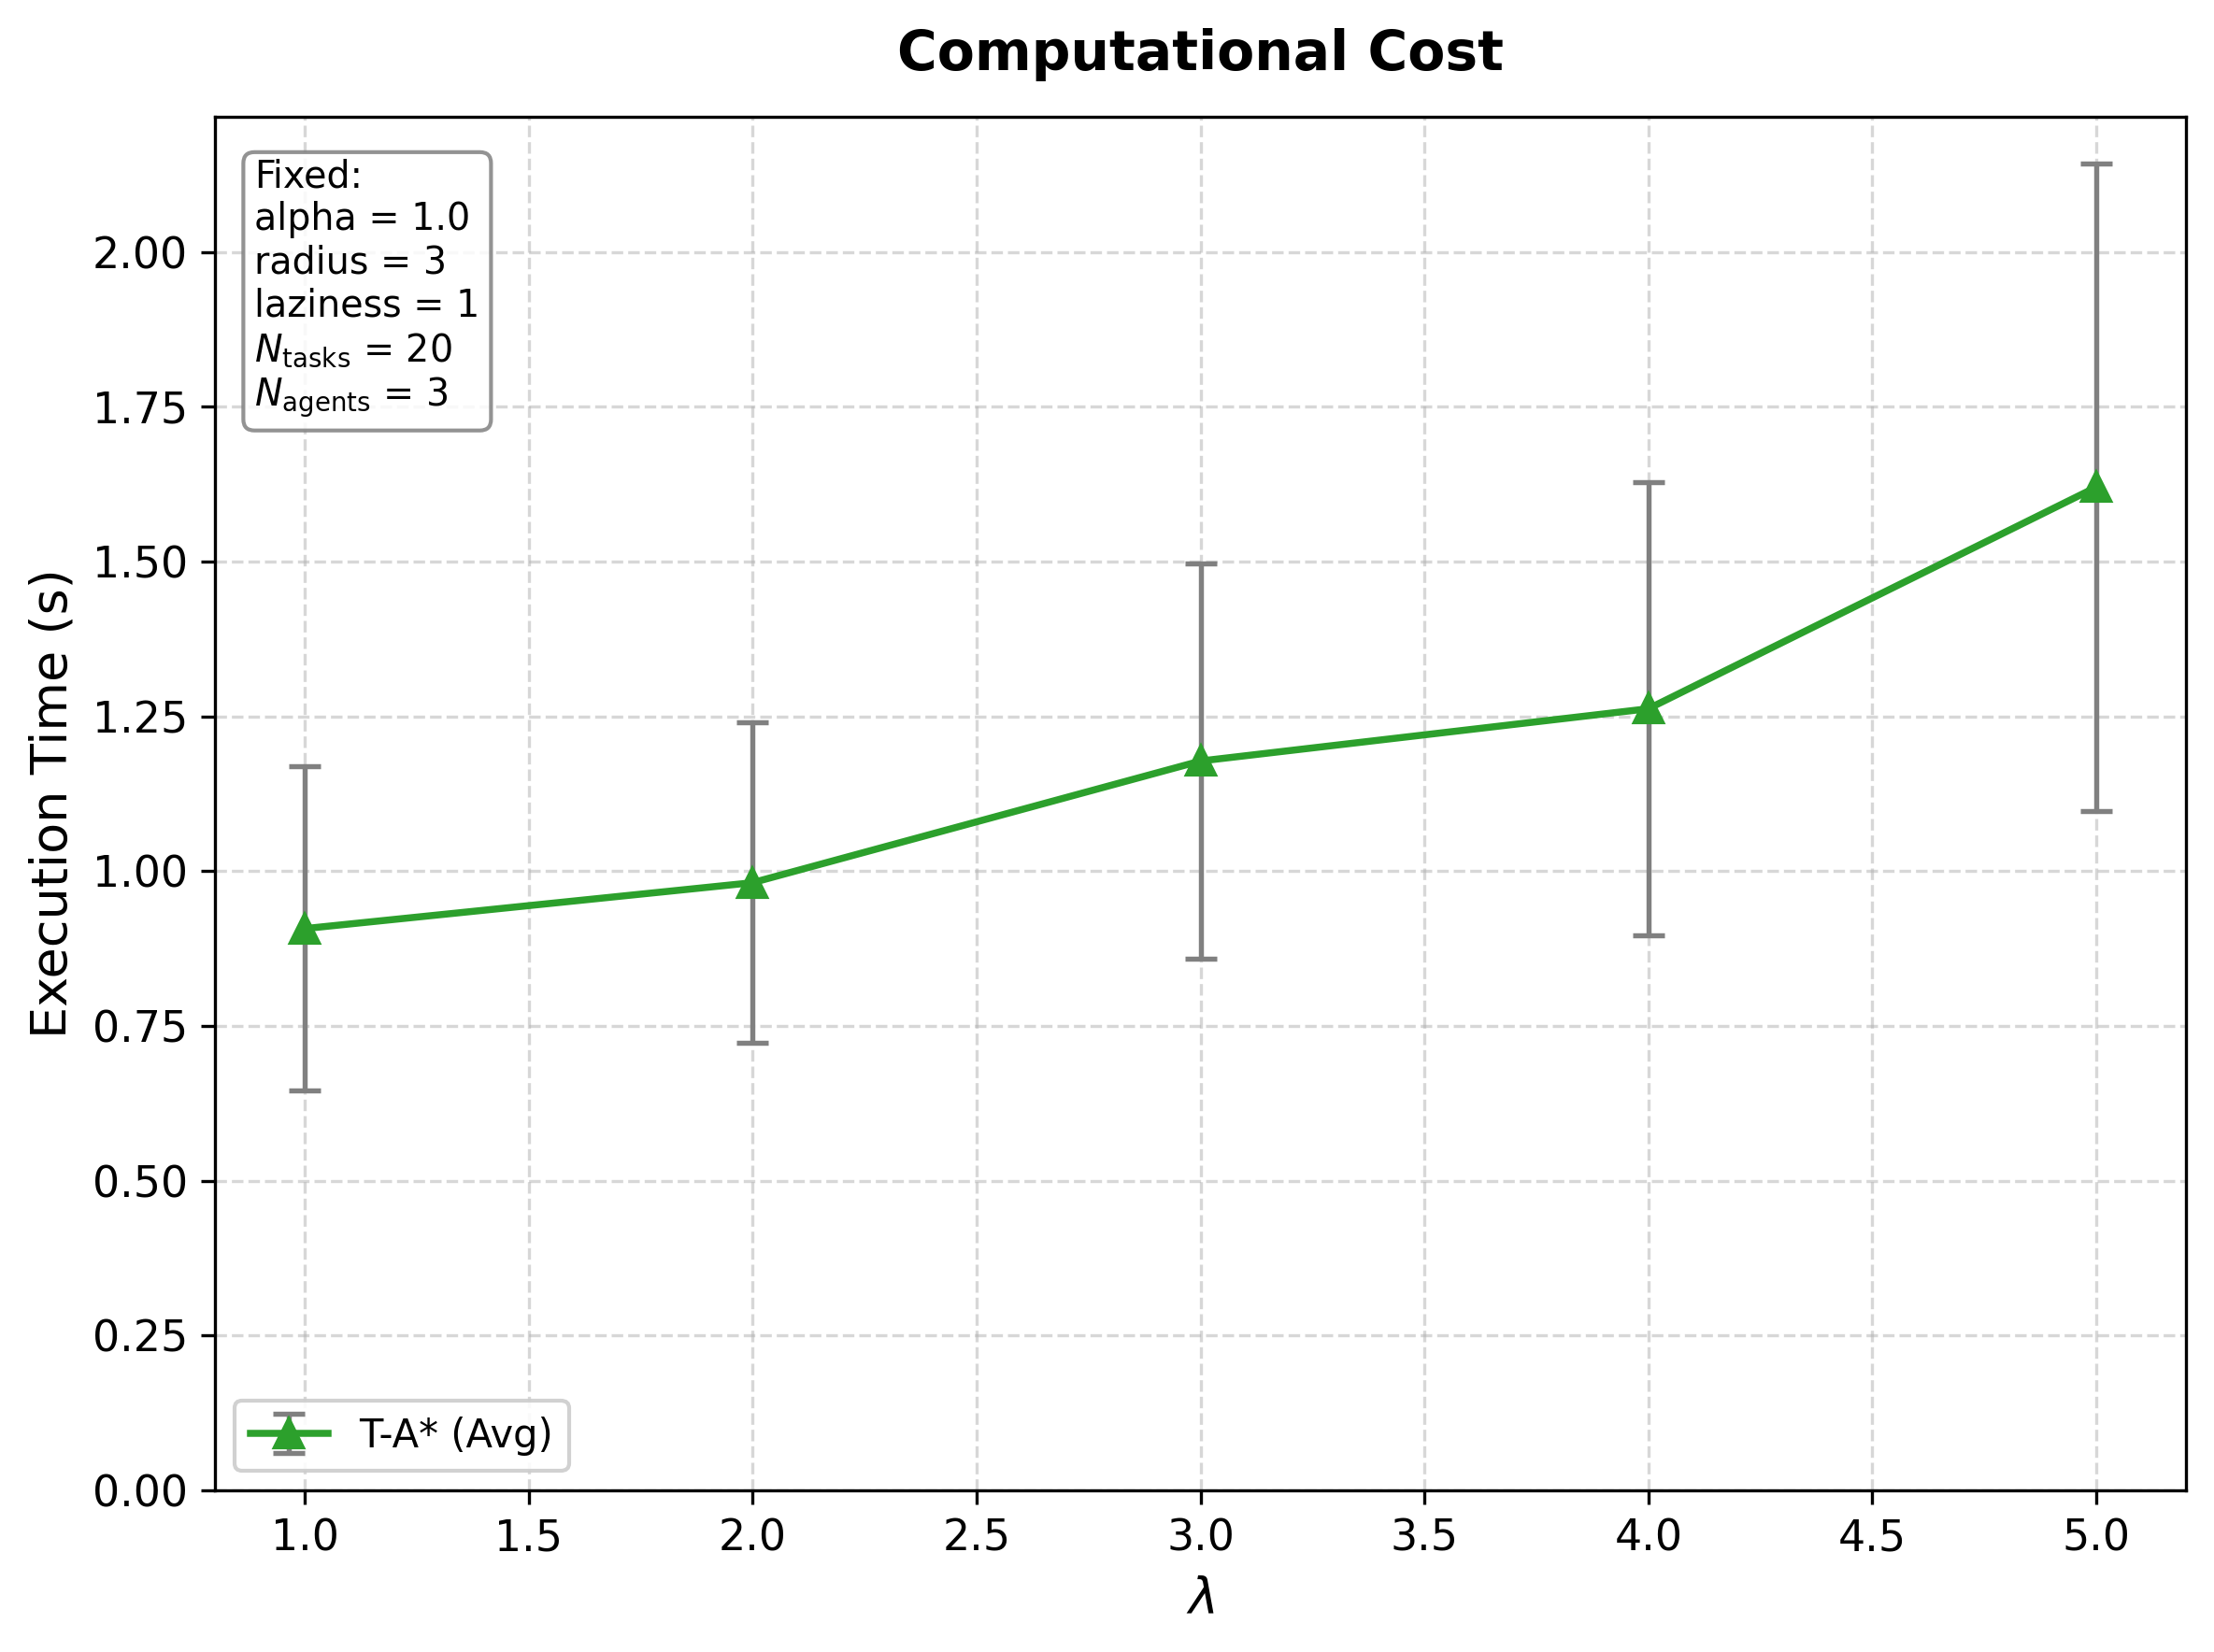 Computational Cost
Fixed:
alpha = 1.0
radius = 3
laziness = 1
N_tasks = 20
N_agents = 3
Execution Time (s)
2.00
1.75
1.50
1.25
1.00
0.75
0.50
0.25
0.00
T-A* (Avg)
1.0 1.5 2.0 2.5 3.0 3.5 4.0 4.5 5.0
λ